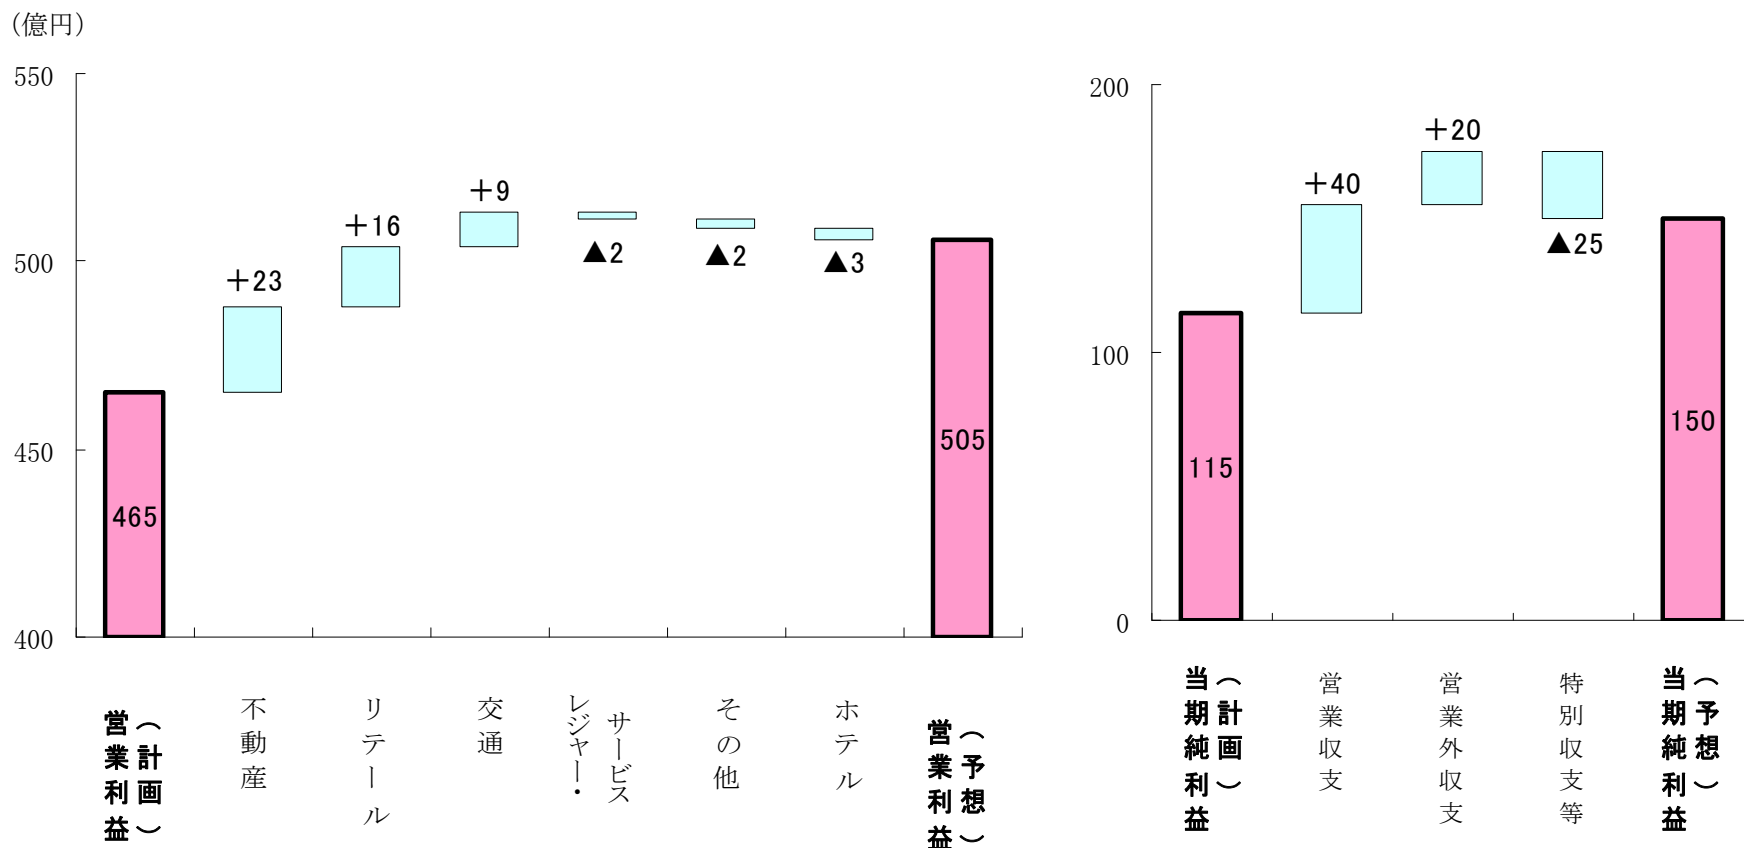 (億円)
550
500
450
400
465
+23
+16
+9
▲2
▲2
▲3
505
営業利益
(計画)
不動産
リテール
交通
レジャー・
サービス
その他
ホテル
営業利益
(予想)
200
100
0
115
+40
+20
▲25
150
当期純利益
(計画)
営業収支
営業外収支
特別収支等
当期純利益
(予想)